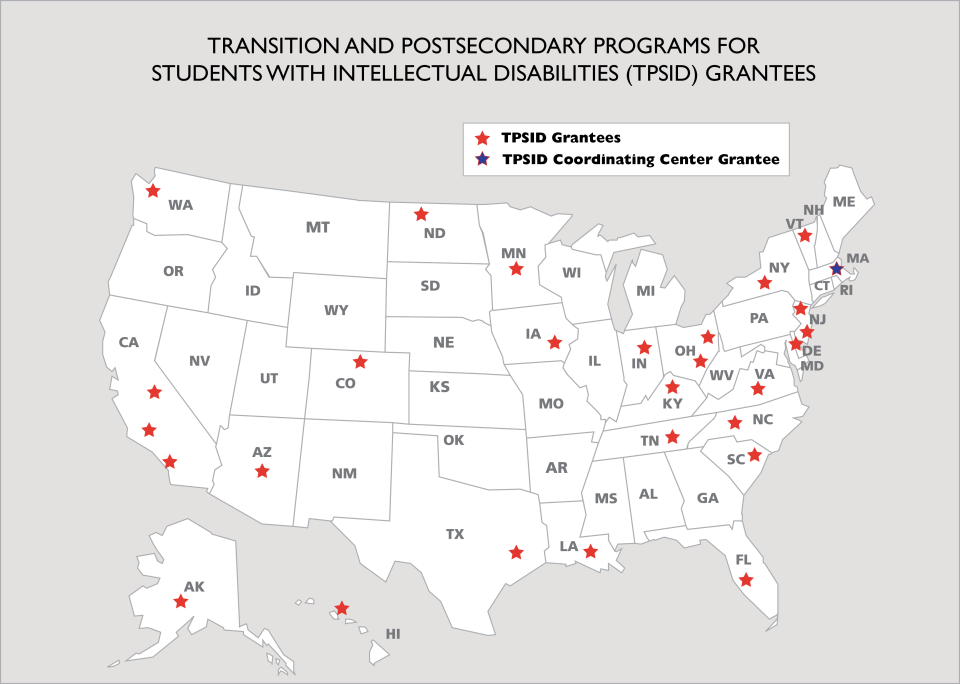 TRANSITION AND POSTSECONDARY PROGRAMS FOR
STUDENTS WITH INTELLECTUAL DISABILITIES (TPSID) GRANTEES
TPSID Grantees
TPSID Coordinating Center Grantee
WA
MT
ND
MN
VT
NH
ME
OR
ID
WY
SD
WI
MI
NY
MA
CT
RI
CA
NV
UT
CO
NE
KS
IA
IL
IN
OH
PA
NJ
DE
MD
WV
VA
MO
KY
AZ
NM
OK
AR
TN
NC
SC
MS
AL
GA
TX
LA
FL
AK
HI